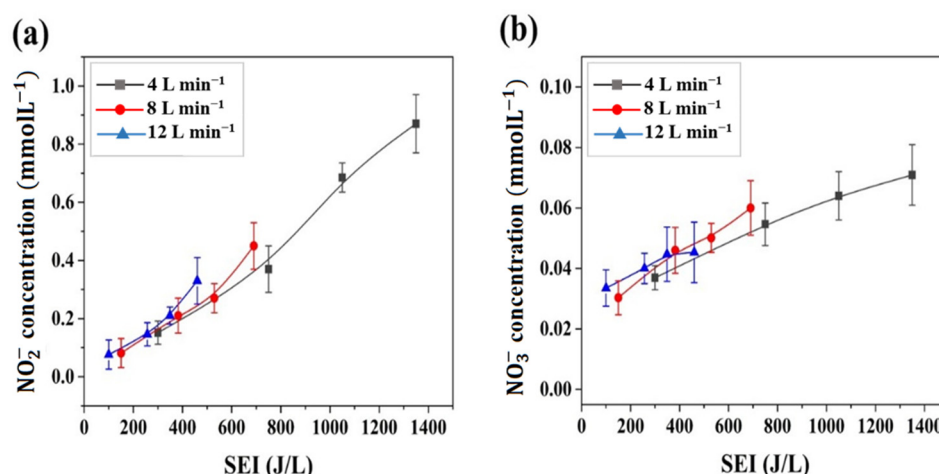 (a)
NO₂⁻ concentration (mmolL⁻¹)
1.0
0.8
0.6
0.4
0.2
0.0
4 L min⁻¹
8 L min⁻¹
12 L min⁻¹
0 200 400 600 800 1000 1200 1400
SEI (J/L)
(b)
NO₃⁻ concentration (mmolL⁻¹)
0.10
0.08
0.06
0.04
0.02
0.00
4 L min⁻¹
8 L min⁻¹
12 L min⁻¹
0 200 400 600 800 1000 1200 1400
SEI (J/L)